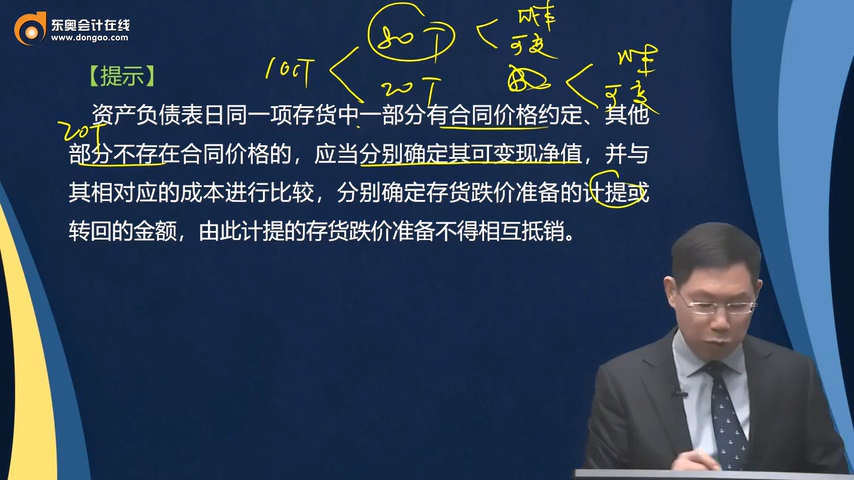 东奥会计在线
www.dongao.com
80T
成本
可变
100T
20T
成本
可变
【提示】
资产负债表日同一项存货中一部分有合同价格约定、其他
20T
部分不存在合同价格的，应当分别确定其可变现净值，并与
其相对应的成本进行比较，分别确定存货跌价准备的计提或
转回的金额，由此计提的存货跌价准备不得相互抵销。